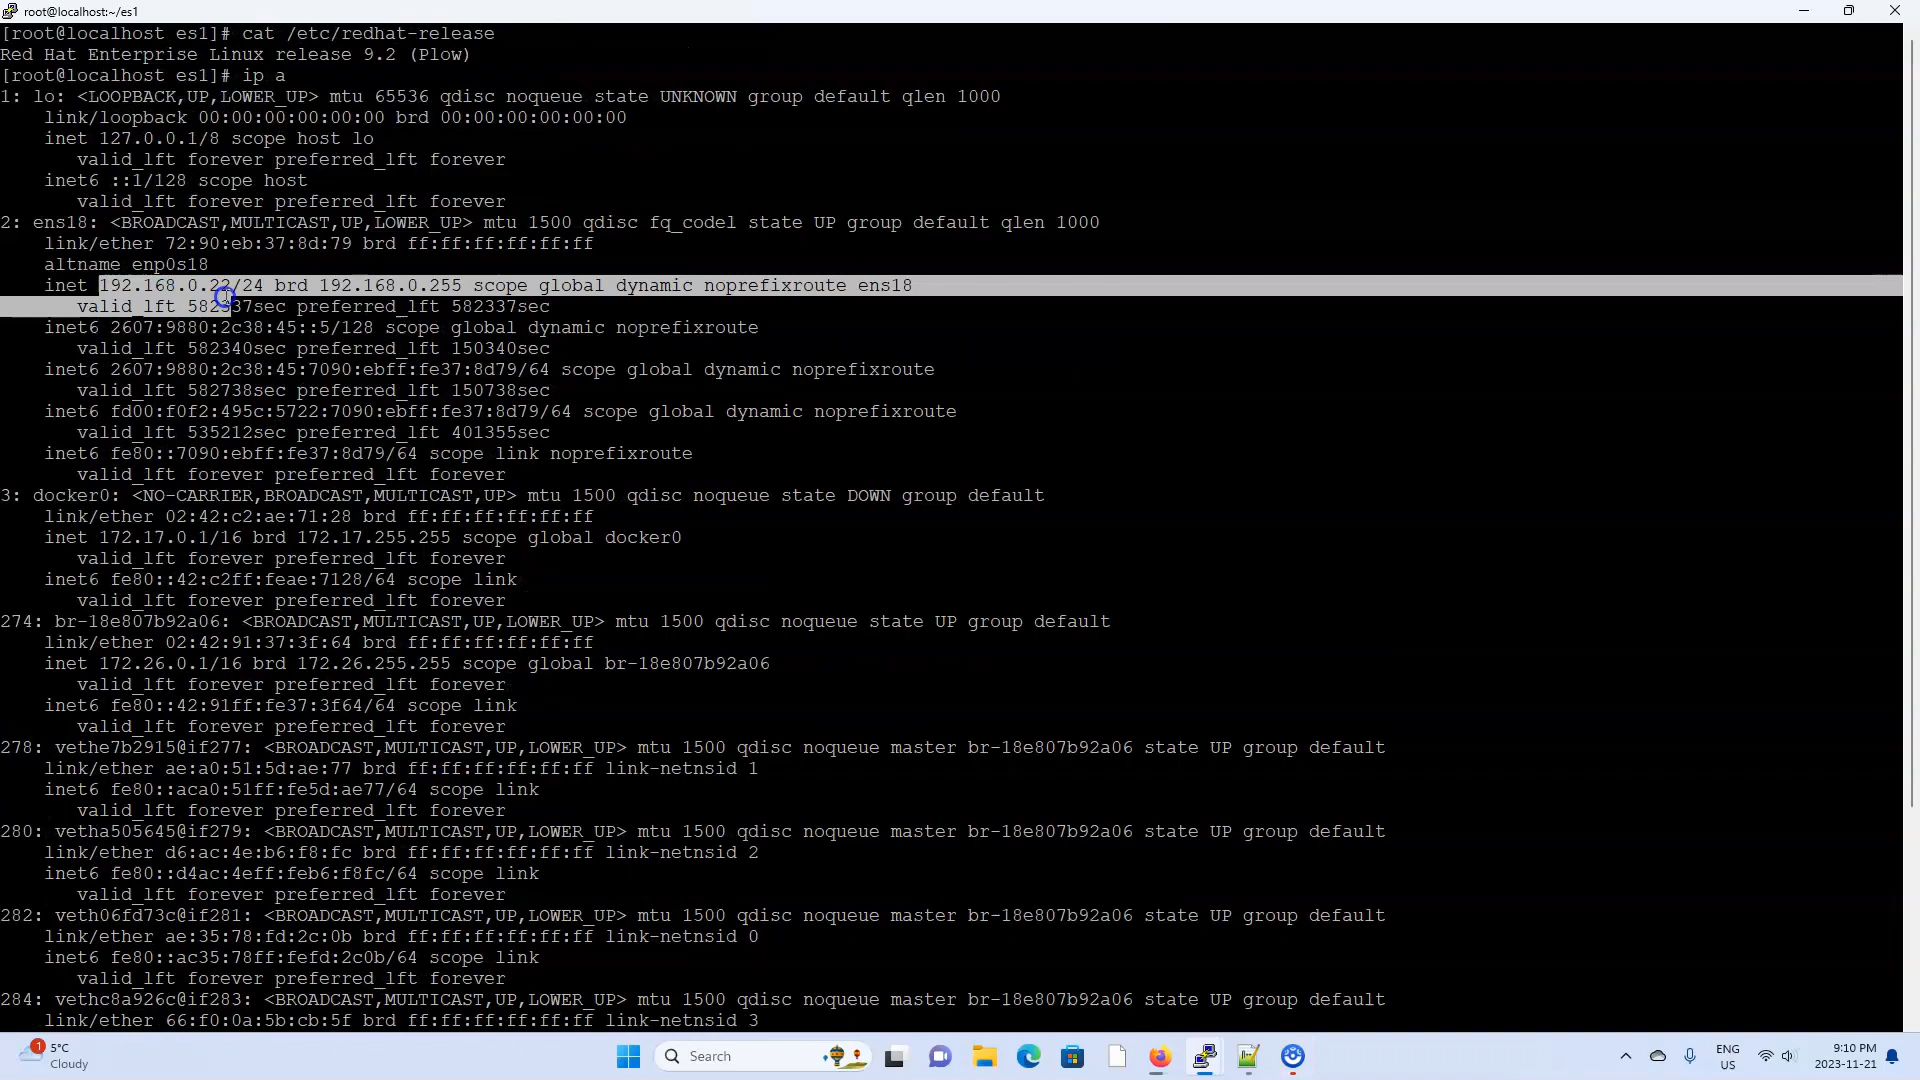 root@localhost:~/es1
[root@localhost es1]# cat /etc/redhat-release
Red Hat Enterprise Linux release 9.2 (Plow)
[root@localhost es1]# ip a
1: lo: <LOOPBACK,UP,LOWER_UP> mtu 65536 qdisc noqueue state UNKNOWN group default qlen 1000
link/loopback 00:00:00:00:00:00 brd 00:00:00:00:00:00
inet 127.0.0.1/8 scope host lo
valid_lft forever preferred_lft forever
inet6 ::1/128 scope host
valid_lft forever preferred_lft forever
2: ens18: <BROADCAST,MULTICAST,UP,LOWER_UP> mtu 1500 qdisc fq_codel state UP group default qlen 1000
link/ether 72:90:eb:37:8d:79 brd ff:ff:ff:ff:ff:ff
altname enp0s18
inet 192.168.0.22/24 brd 192.168.0.255 scope global dynamic noprefixroute ens18
valid_lft 582337sec preferred_lft 582337sec
inet6 2607:9880:2c38:45::5/128 scope global dynamic noprefixroute
valid_lft 582340sec preferred_lft 150340sec
inet6 2607:9880:2c38:45:7090:ebff:fe37:8d79/64 scope global dynamic noprefixroute
valid_lft 582738sec preferred_lft 150738sec
inet6 fd00:f0f2:495c:5722:7090:ebff:fe37:8d79/64 scope global dynamic noprefixroute
valid_lft 535212sec preferred_lft 401355sec
inet6 fe80::7090:ebff:fe37:8d79/64 scope link noprefixroute
valid_lft forever preferred_lft forever
3: docker0: <NO-CARRIER,BROADCAST,MULTICAST,UP> mtu 1500 qdisc noqueue state DOWN group default
link/ether 02:42:c2:ae:71:28 brd ff:ff:ff:ff:ff:ff
inet 172.17.0.1/16 brd 172.17.255.255 scope global docker0
valid_lft forever preferred_lft forever
inet6 fe80::42:c2ff:feae:7128/64 scope link
valid_lft forever preferred_lft forever
274: br-18e807b92a06: <BROADCAST,MULTICAST,UP,LOWER_UP> mtu 1500 qdisc noqueue state UP group default
link/ether 02:42:91:37:3f:64 brd ff:ff:ff:ff:ff:ff
inet 172.26.0.1/16 brd 172.26.255.255 scope global br-18e807b92a06
valid_lft forever preferred_lft forever
inet6 fe80::42:91ff:fe37:3f64/64 scope link
valid_lft forever preferred_lft forever
278: vethe7b2915@if277: <BROADCAST,MULTICAST,UP,LOWER_UP> mtu 1500 qdisc noqueue master br-18e807b92a06 state UP group default
link/ether ae:a0:51:5d:ae:77 brd ff:ff:ff:ff:ff:ff link-netnsid 1
inet6 fe80::aca0:51ff:fe5d:ae77/64 scope link
valid_lft forever preferred_lft forever
280: vetha505645@if279: <BROADCAST,MULTICAST,UP,LOWER_UP> mtu 1500 qdisc noqueue master br-18e807b92a06 state UP group default
link/ether d6:ac:4e:b6:f8:fc brd ff:ff:ff:ff:ff:ff link-netnsid 2
inet6 fe80::d4ac:4eff:feb6:f8fc/64 scope link
valid_lft forever preferred_lft forever
282: veth06fd73c@if281: <BROADCAST,MULTICAST,UP,LOWER_UP> mtu 1500 qdisc noqueue master br-18e807b92a06 state UP group default
link/ether ae:35:78:fd:2c:0b brd ff:ff:ff:ff:ff:ff link-netnsid 0
inet6 fe80::ac35:78ff:fefd:2c0b/64 scope link
valid_lft forever preferred_lft forever
284: vethc8a926c@if283: <BROADCAST,MULTICAST,UP,LOWER_UP> mtu 1500 qdisc noqueue master br-18e807b92a06 state UP group default
link/ether 66:f0:0a:5b:cb:5f brd ff:ff:ff:ff:ff:ff link-netnsid 3
1
5°C
Cloudy
Search
ENG
US
9:10 PM
2023-11-21